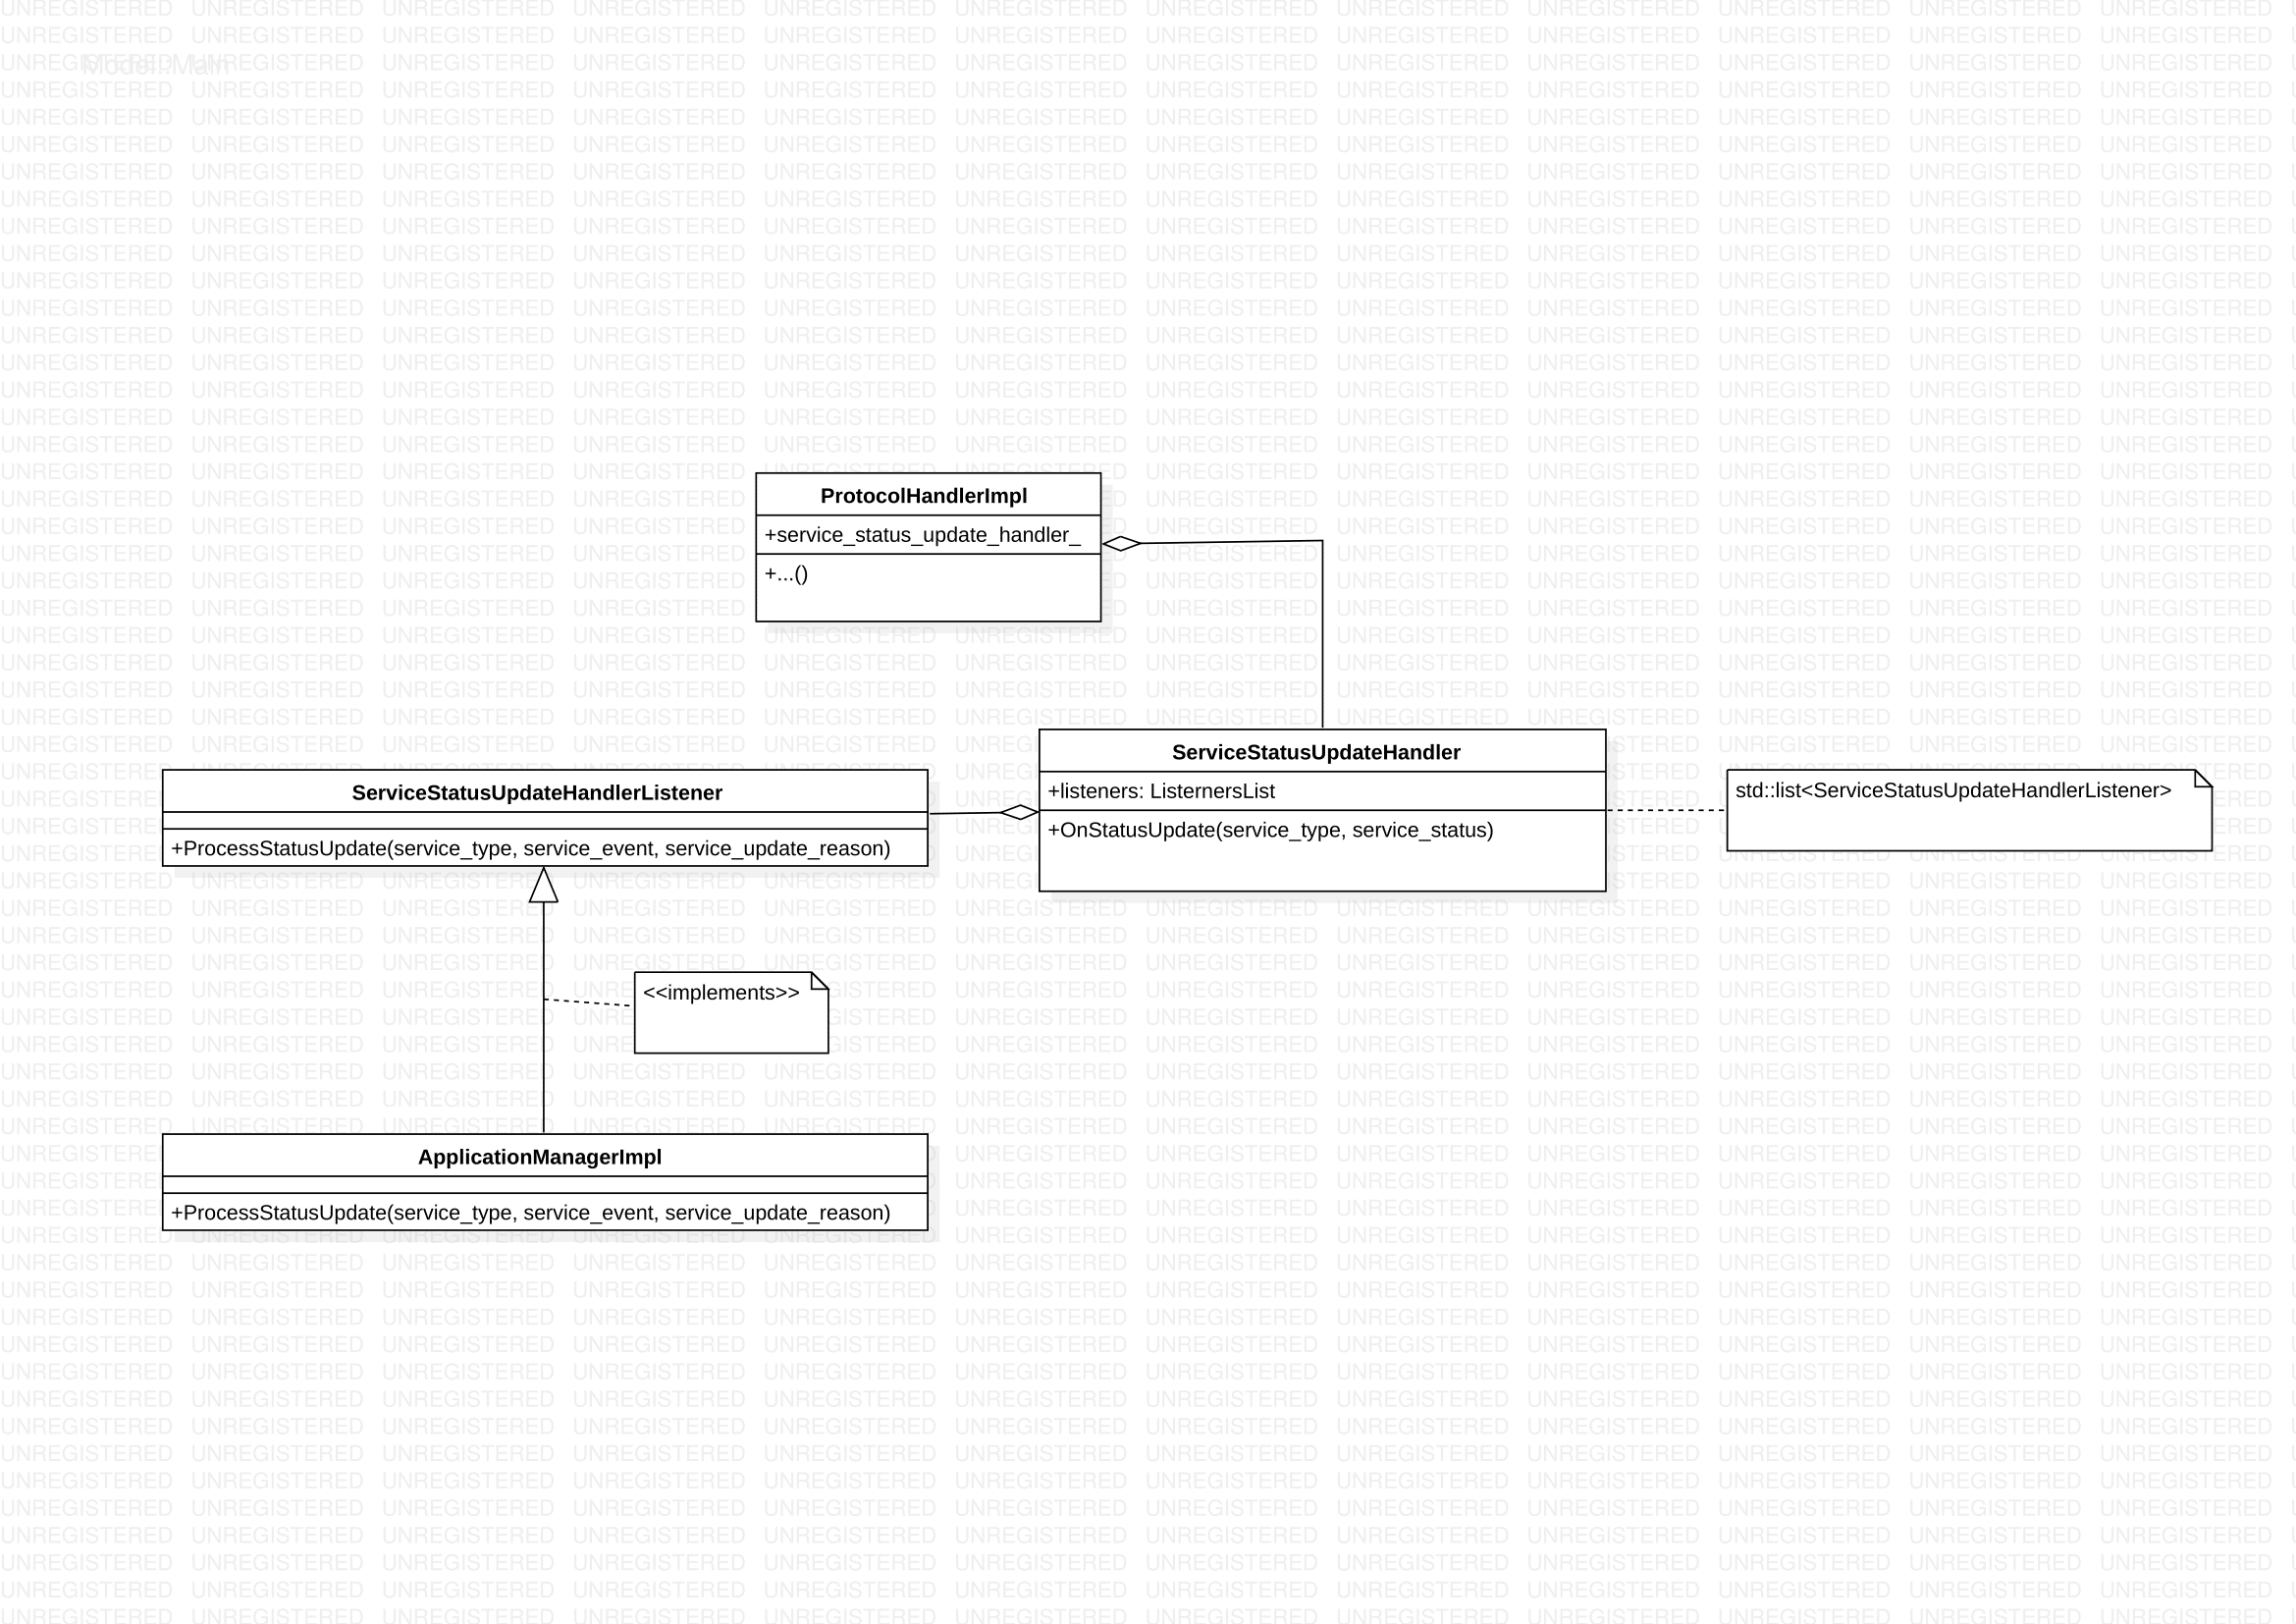 Model::Main
ProtocolHandlerImpl
+service_status_update_handler_
+...()
ServiceStatusUpdateHandler
+listeners: ListernersList
+OnStatusUpdate(service_type, service_status)
std::list<ServiceStatusUpdateHandlerListener>
ServiceStatusUpdateHandlerListener
+ProcessStatusUpdate(service_type, service_event, service_update_reason)
<<implements>>
ApplicationManagerImpl
+ProcessStatusUpdate(service_type, service_event, service_update_reason)
UNREGISTERED